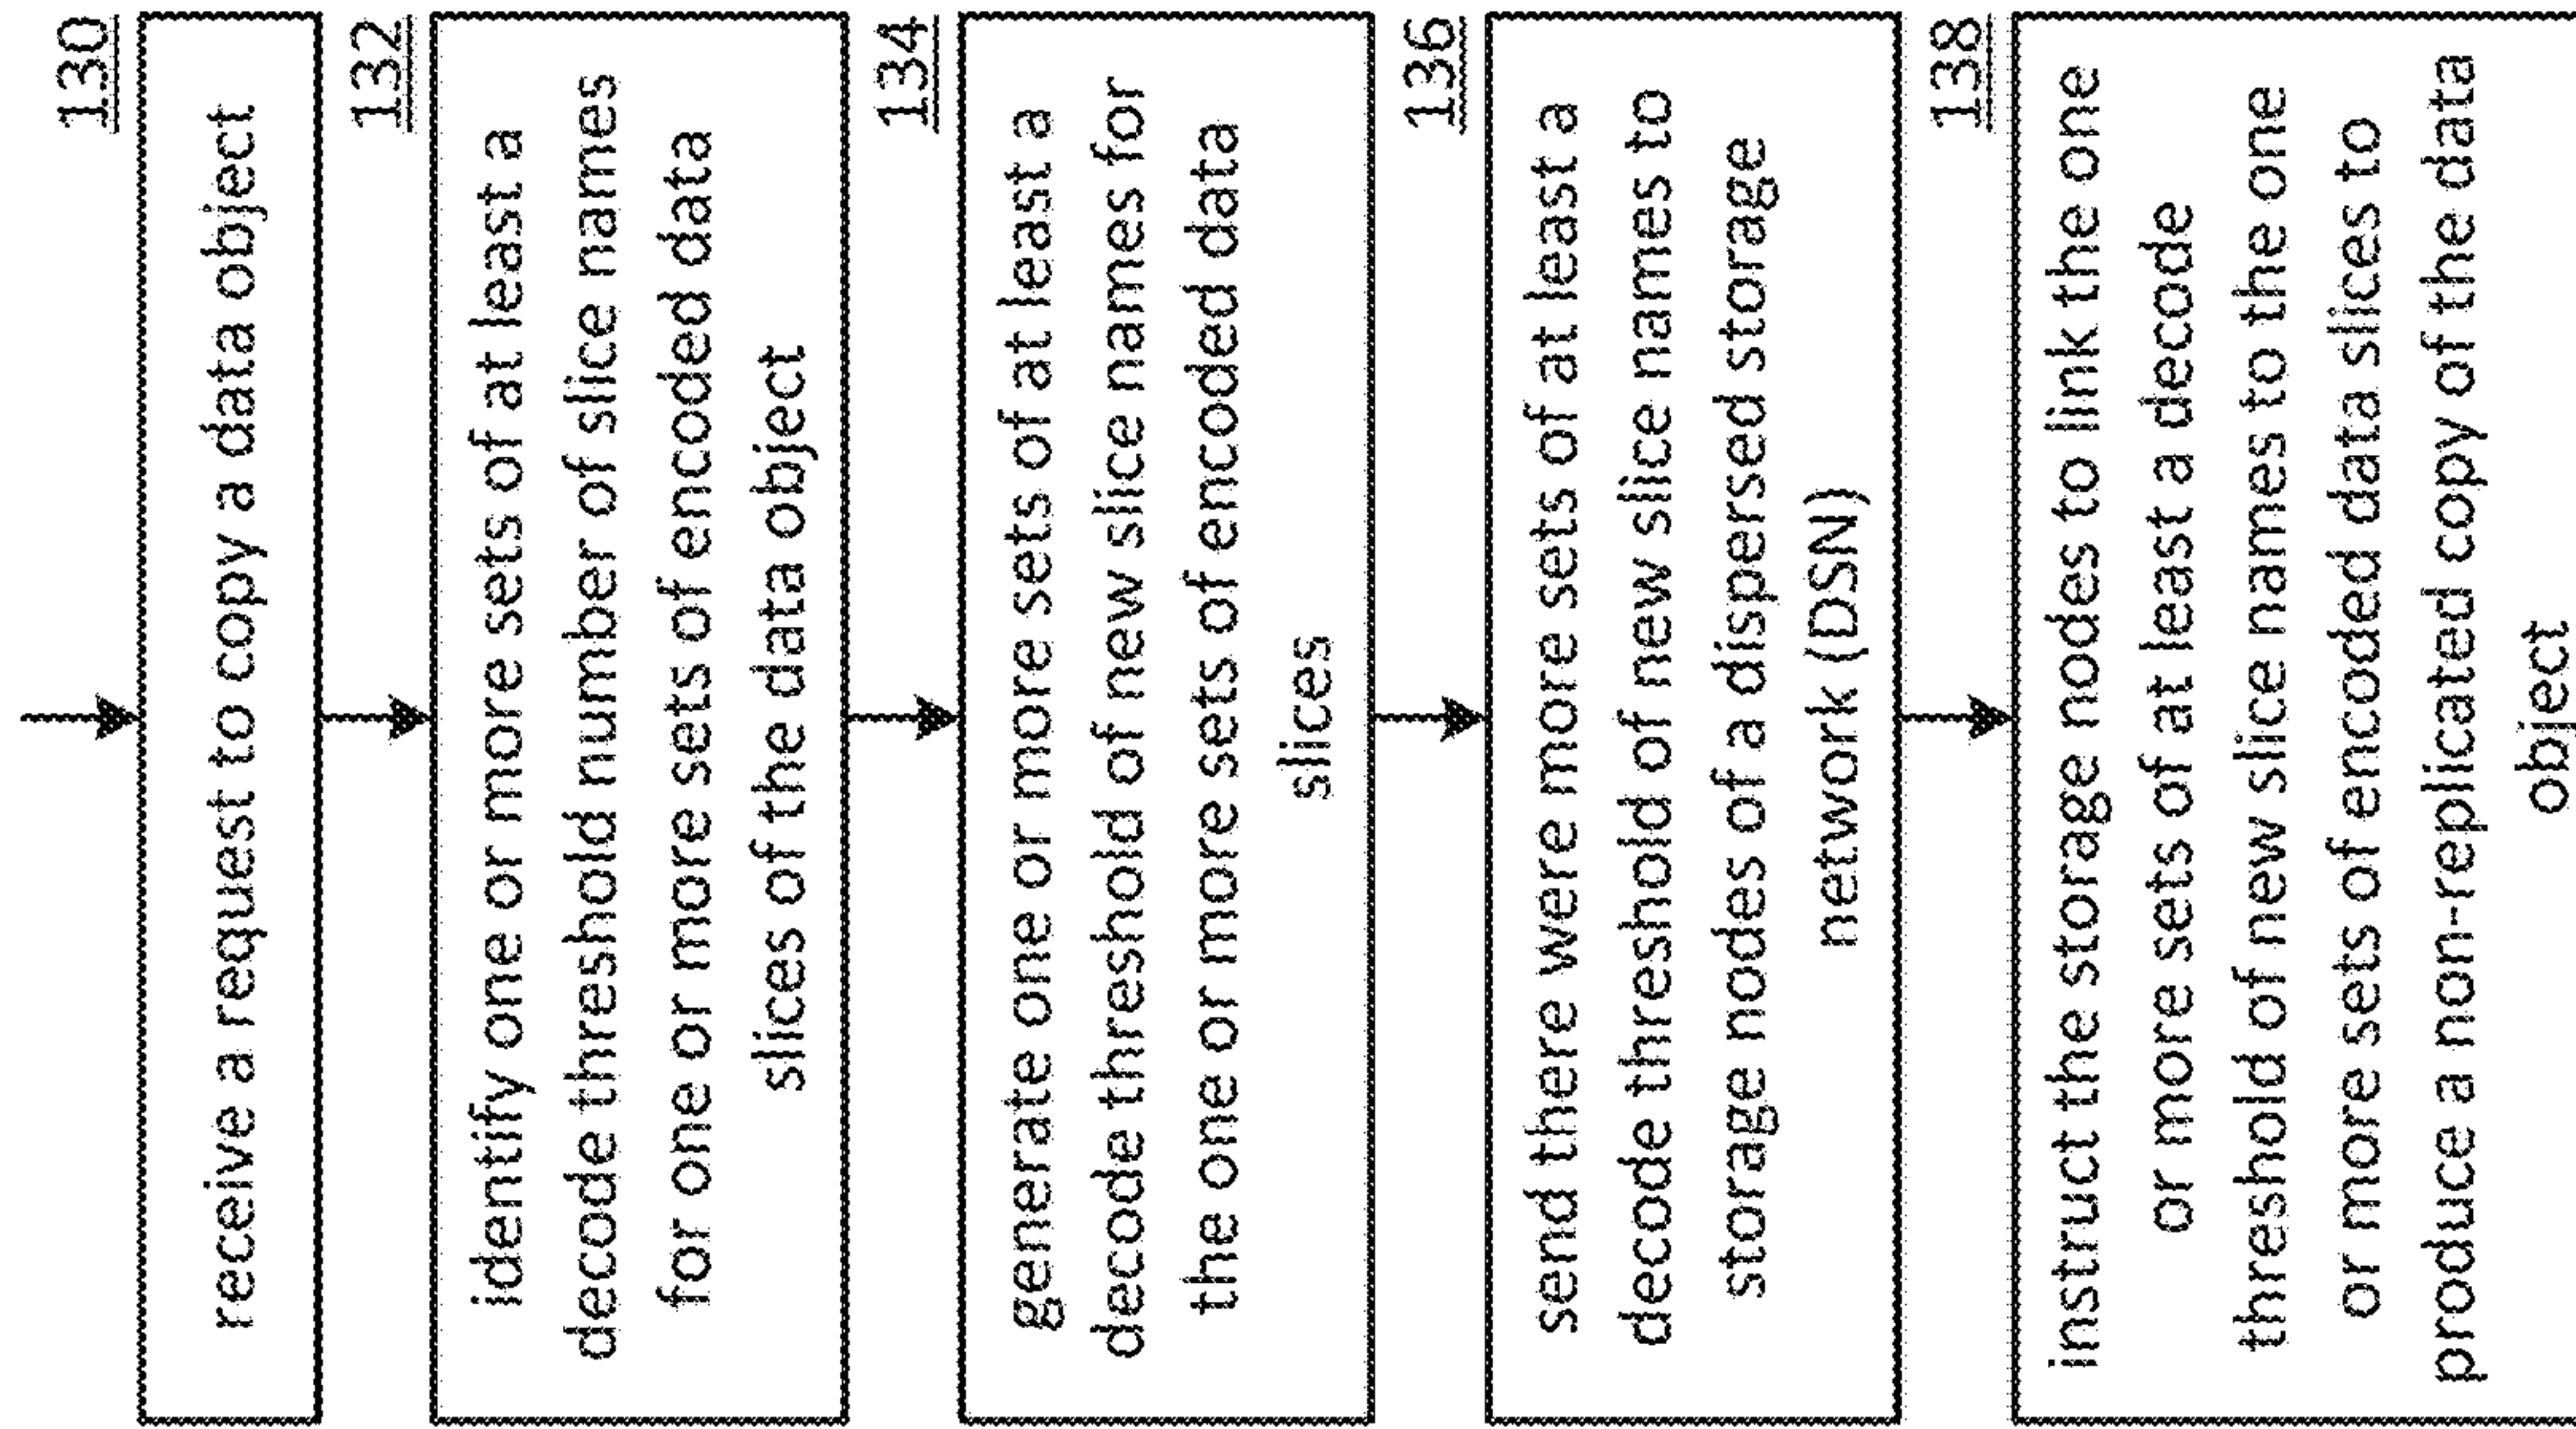 130
receive a request to copy a data object
132
identify one or more sets of at least a
decode threshold number of slice names
for one or more sets of encoded data
slices of the data object
134
generate one or more sets of at least a
decode threshold of new slice names for
the one or more sets of encoded data
slices
136
send there were more sets of at least a
decode threshold of new slice names to
storage nodes of a dispersed storage
network (DSN)
138
instruct the storage nodes to link the one
or more sets of at least a decode
threshold of new slice names to the one
or more sets of encoded data slices to
produce a non-replicated copy of the data
object